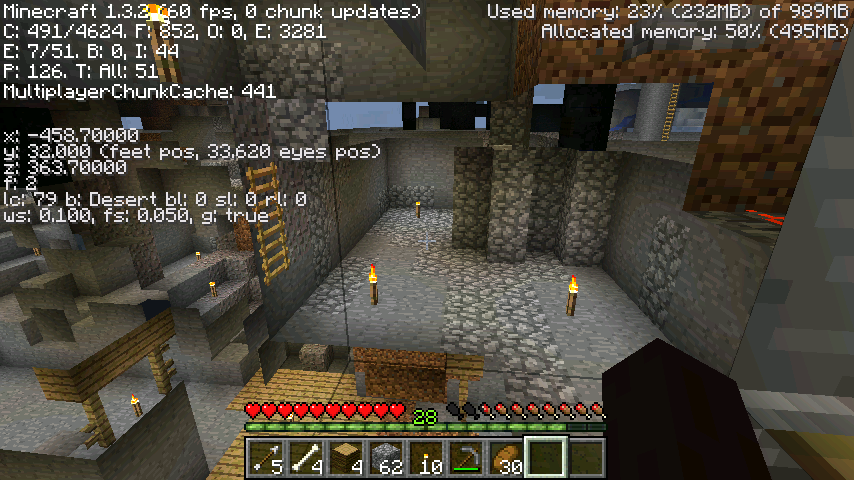 Minecraft 1.3.2 (60 fps, 0 chunk updates)
C: 491/4624. F: 852, O: 0, E: 3281
E: 7/51. B: 0, I: 44
P: 126. T: All: 51
MultiplayerChunkCache: 441
x: -458.70000
y: 32.000 (feet pos, 33,620 eyes pos)
z: 363.70000
f: 2
lc: 79 b: Desert bl: 0 sl: 0 rl: 0
ws: 0.100, fs: 0.050, g: true
Used memory: 23% (232MB) of 989MB
Allocated memory: 50% (495MB)
28
5 4 4 62 10 30